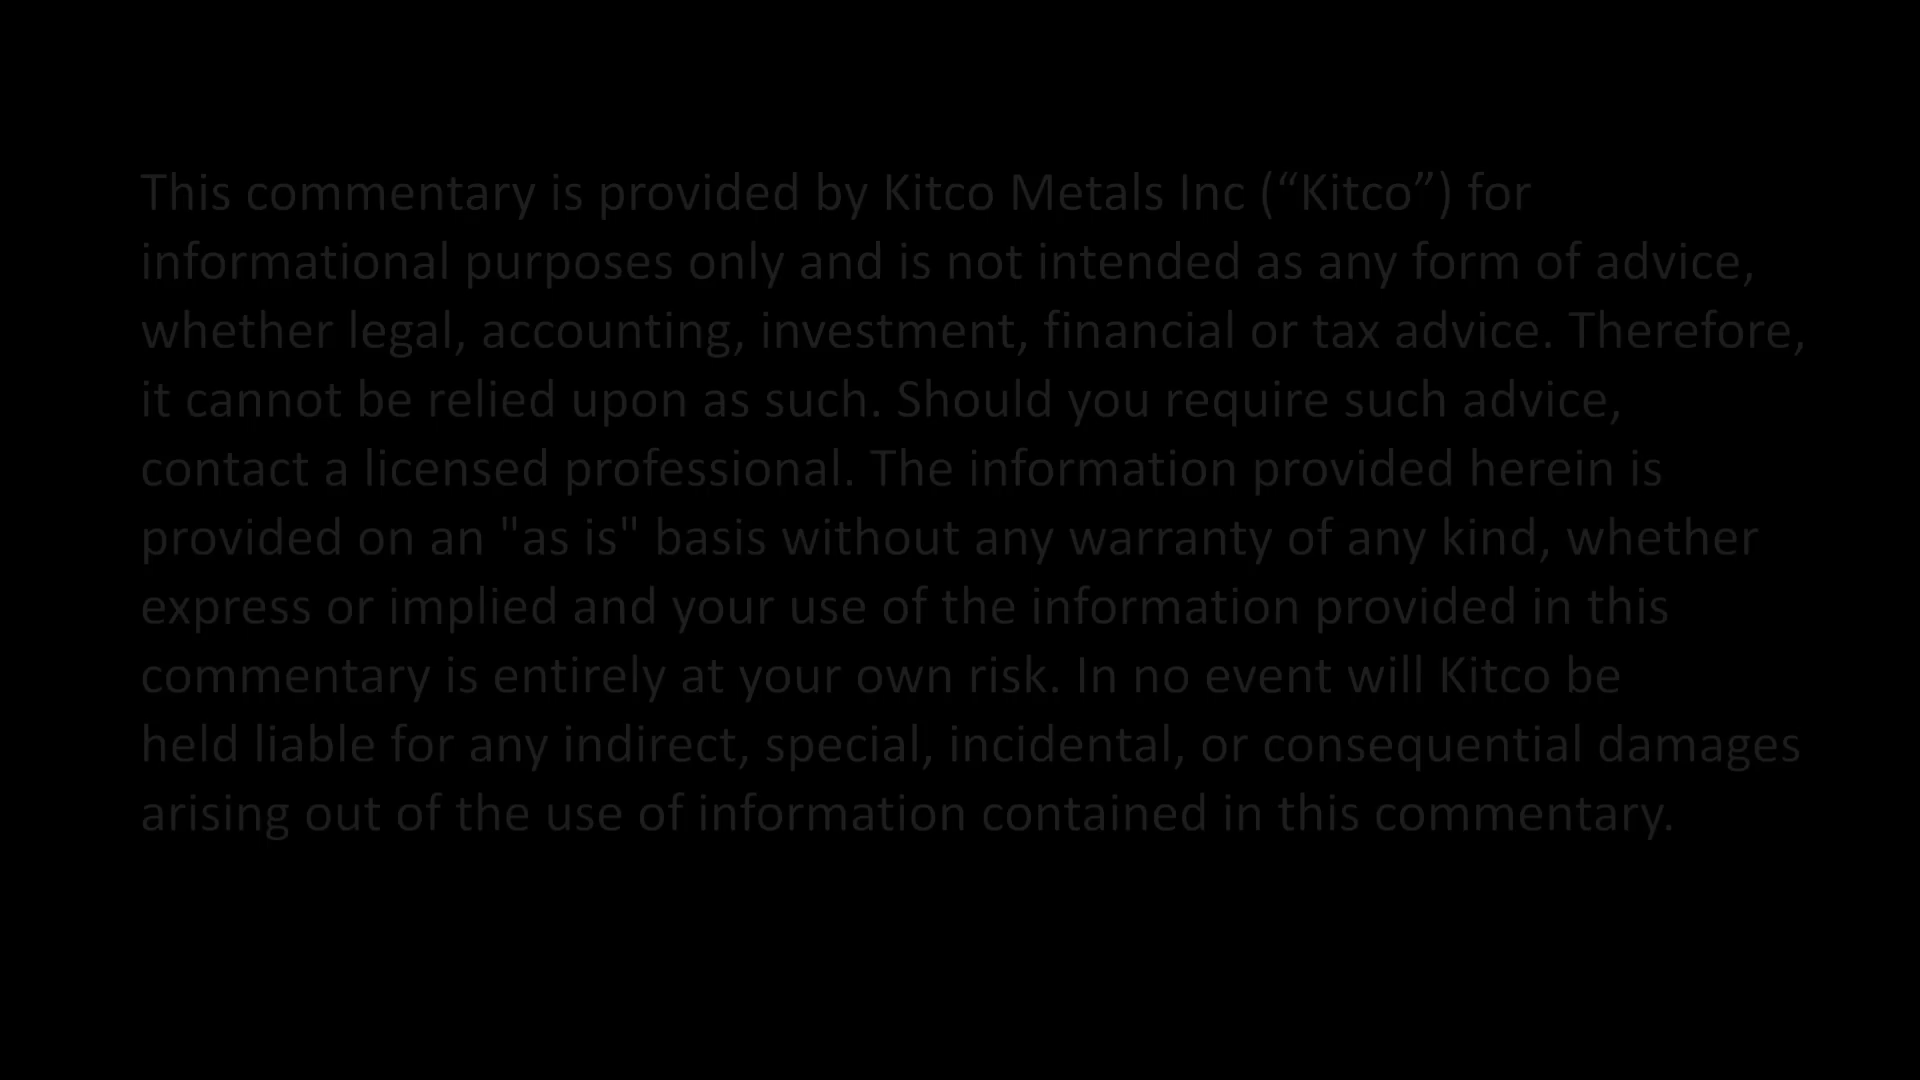 This commentary is provided by Kitco Metals Inc (“Kitco”) for
informational purposes only and is not intended as any form of advice,
whether legal, accounting, investment, financial or tax advice. Therefore,
it cannot be relied upon as such. Should you require such advice,
contact a licensed professional. The information provided herein is
provided on an "as is" basis without any warranty of any kind, whether
express or implied and your use of the information provided in this
commentary is entirely at your own risk. In no event will Kitco be
held liable for any indirect, special, incidental, or consequential damages
arising out of the use of information contained in this commentary.